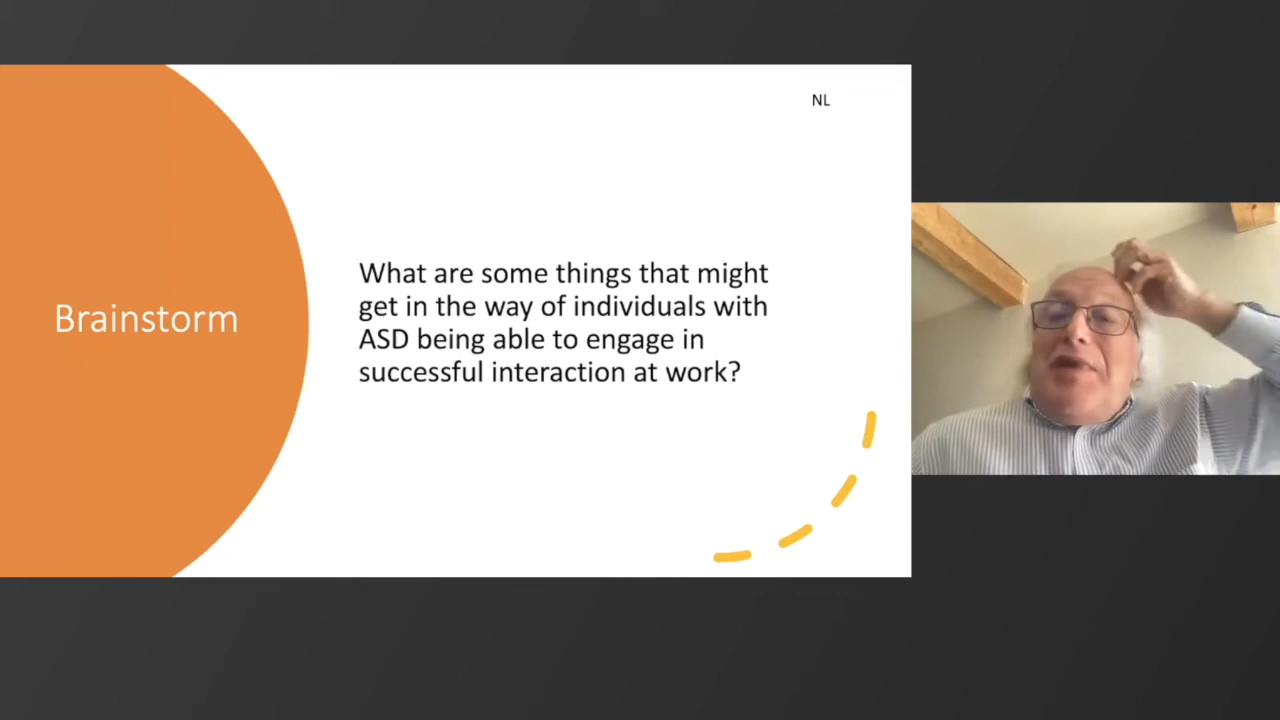 NL
Brainstorm
What are some things that might
get in the way of individuals with
ASD being able to engage in
successful interaction at work?